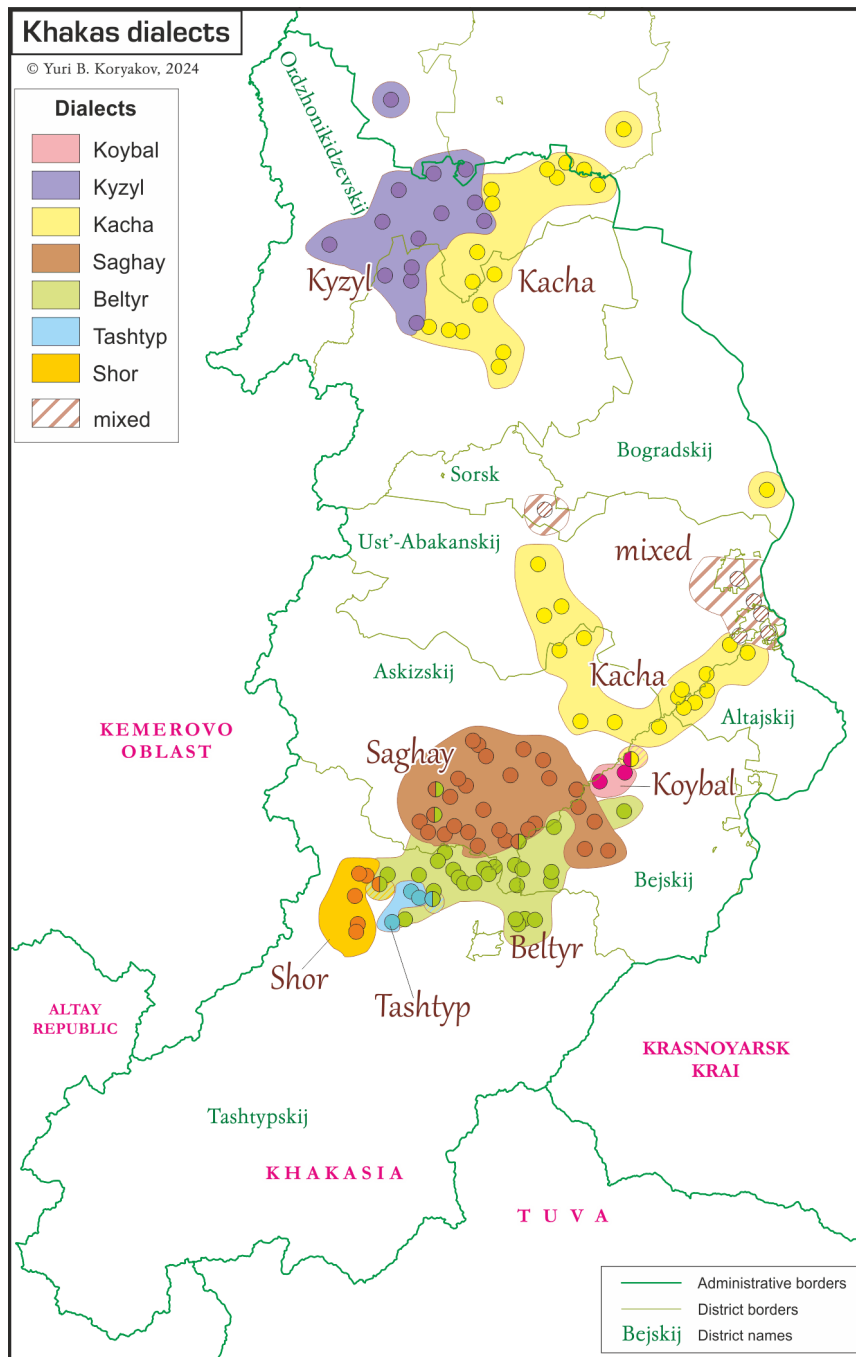 Khakas dialects
© Yuri B. Koryakov, 2024
Dialects
Koybal
Kyzyl
Kacha
Saghay
Beltyr
Tashtyp
Shor
mixed
Ordzhonikidzevskij
Kyzyl
Kacha
Sorsk
Bogradskij
Ust'-Abakanskij
mixed
Askizskij
Kacha
Altajskij
KEMEROVO
OBLAST
Saghay
Koybal
Bejskij
Beltyr
Shor
Tashtyp
ALTAY
REPUBLIC
KRASNOYARSK
KRAI
Tashtypskij
KHAKASIA
TUVA
Administrative borders
District borders
Bejskij District names